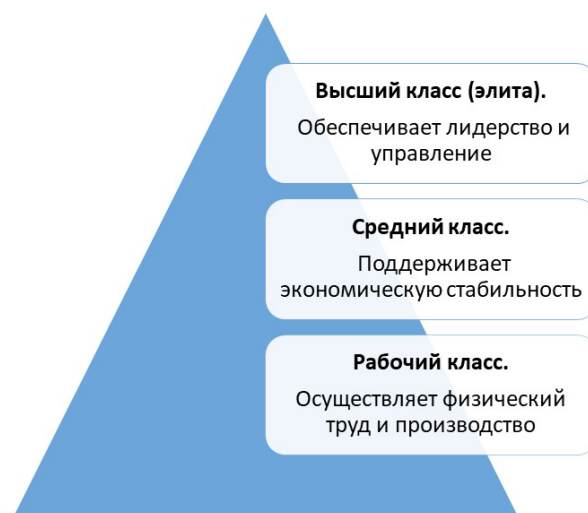 Высший класс (элита).
Обеспечивает лидерство и
управление
Средний класс.
Поддерживает
экономическую стабильность
Рабочий класс.
Осуществляет физический
труд и производство